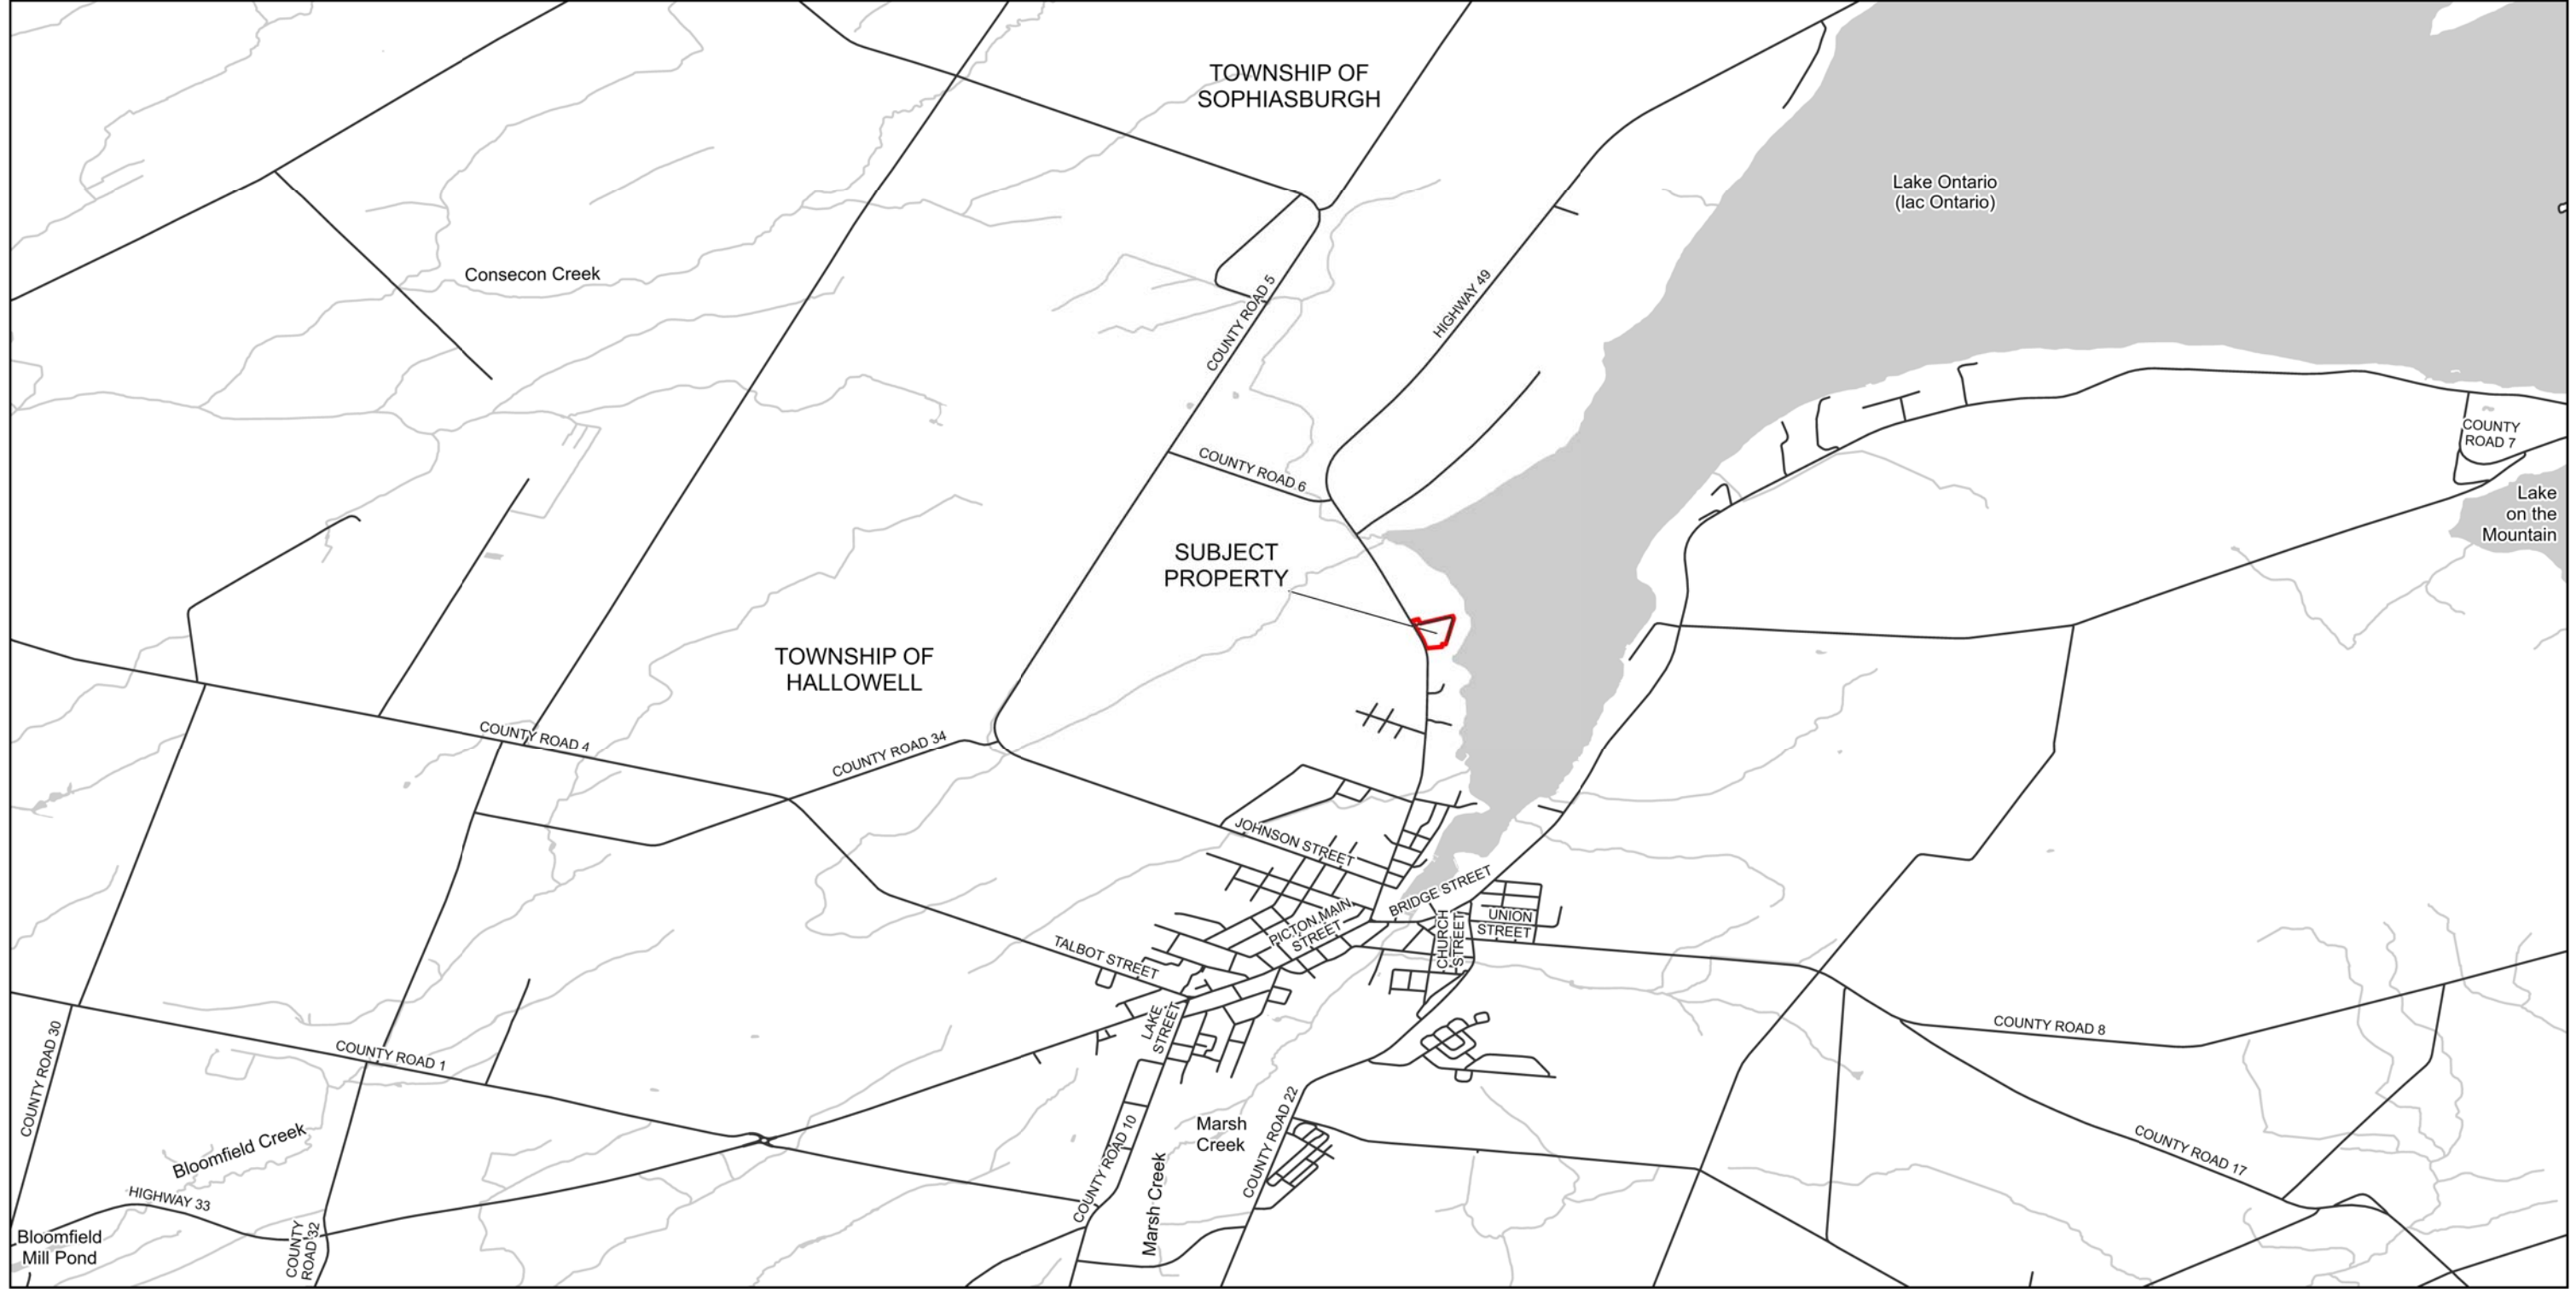 TOWNSHIP OF
SOPHIASBURGH
Lake Ontario
(lac Ontario)
Consecon Creek
COUNTY ROAD 5
HIGHWAY 49
COUNTY
ROAD 7
COUNTY ROAD 6
Lake
on the
Mountain
SUBJECT
PROPERTY
TOWNSHIP OF
HALLOWELL
COUNTY ROAD 4
COUNTY ROAD 34
JOHNSON STREET
BRIDGE STREET
PICTON MAIN
STREET
UNION
STREET
CHURCH
STREET
TALBOT STREET
LAKE
STREET
COUNTY ROAD 8
COUNTY ROAD 30
COUNTY ROAD 1
COUNTY ROAD 22
COUNTY ROAD 10
Marsh
Creek
Bloomfield Creek
COUNTY ROAD 17
Marsh Creek
HIGHWAY 33
COUNTY
ROAD 32
Bloomfield
Mill Pond